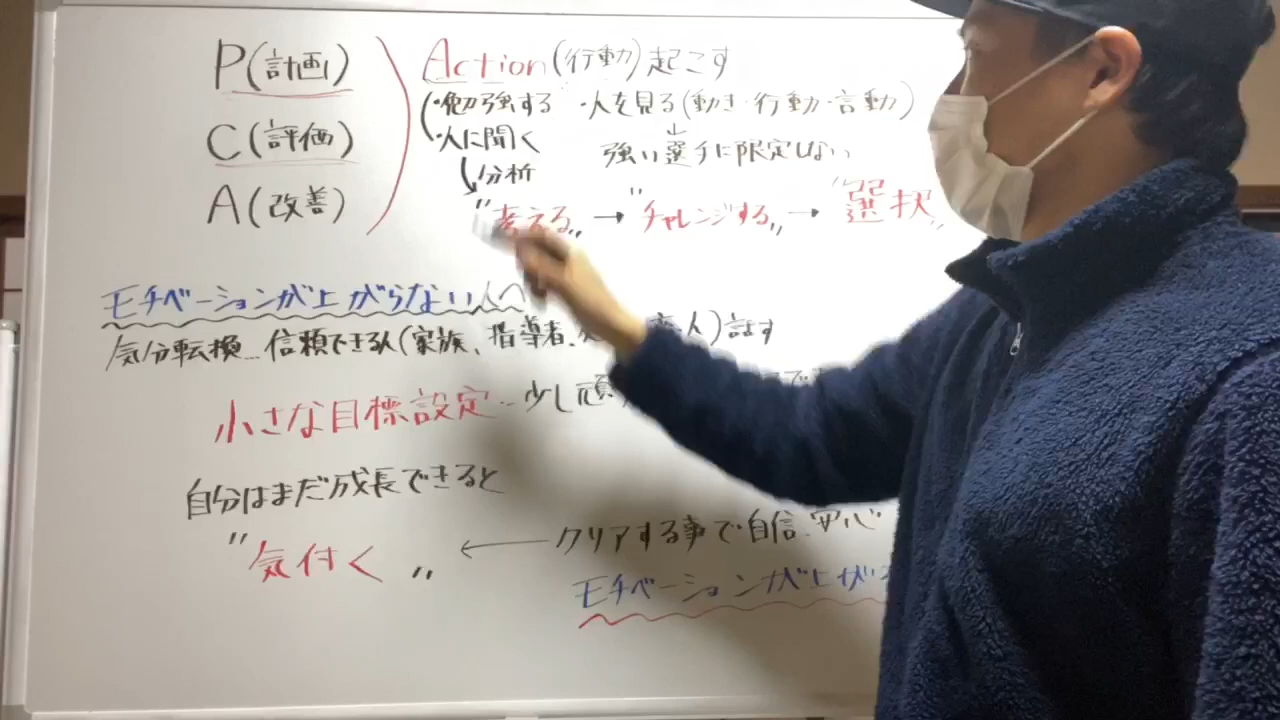 P(計画)
C(評価)
A(改善)
Action(行動)起こす
・勉強する ・人を見る(動き・行動・言動)
・人に聞く 強い選手に限定しない
分析
"考える" → "チャレンジする" → "選択"
モチベーションが上がらない人へ
気分転換…信頼できる人(家族、指導者、人)話す
小さな目標設定…少し頑
自分はまだ成長できると
"気付く"
クリアする事で自信、安心
モチベーションが上が